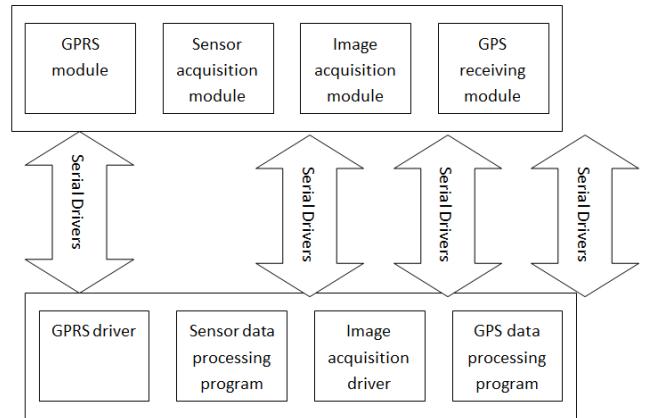 GPRS
module
Sensor
acquisition
module
Image
acquisition
module
GPS
receiving
module
Serial Drivers
Serial Drivers
Serial Drivers
Serial Drivers
GPRS driver
Sensor data
processing
program
Image
acquisition
driver
GPS data
processing
program